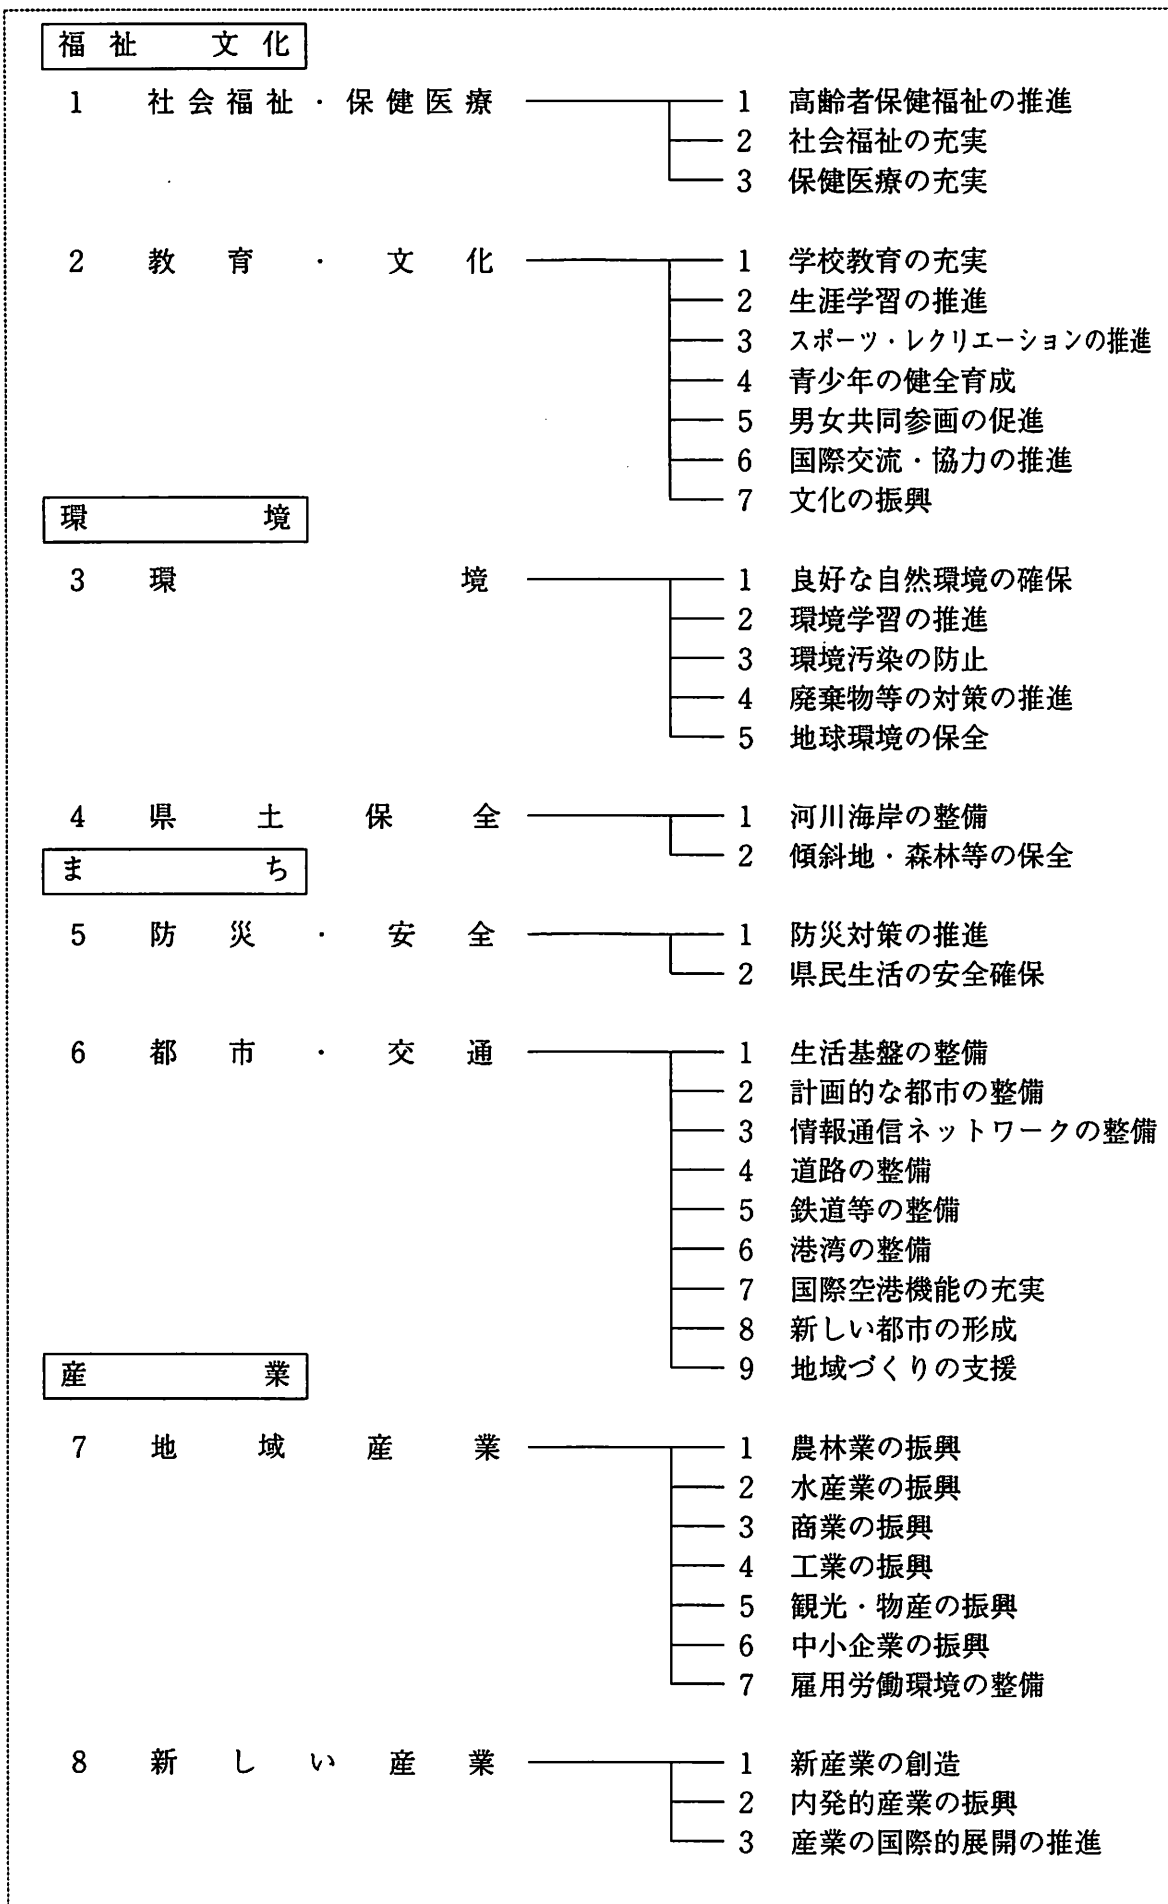 福祉 文化
1 社会福祉・保健医療 1 高齢者保健福祉の推進
2 社会福祉の充実
3 保健医療の充実
2 教育・文化 1 学校教育の充実
2 生涯学習の推進
3 スポーツ・レクリエーションの推進
4 青少年の健全育成
5 男女共同参画の促進
6 国際交流・協力の推進
7 文化の振興
環境
3 環境 1 良好な自然環境の確保
2 環境学習の推進
3 環境汚染の防止
4 廃棄物等の対策の推進
5 地球環境の保全
4 県土保全 1 河川海岸の整備
2 傾斜地・森林等の保全
まち
5 防災・安全 1 防災対策の推進
2 県民生活の安全確保
6 都市・交通 1 生活基盤の整備
2 計画的な都市の整備
3 情報通信ネットワークの整備
4 道路の整備
5 鉄道等の整備
6 港湾の整備
7 国際空港機能の充実
8 新しい都市の形成
9 地域づくりの支援
産業
7 地域産業 1 農林業の振興
2 水産業の振興
3 商業の振興
4 工業の振興
5 観光・物産の振興
6 中小企業の振興
7 雇用労働環境の整備
8 新しい産業 1 新産業の創造
2 内発的産業の振興
3 産業の国際的展開の推進